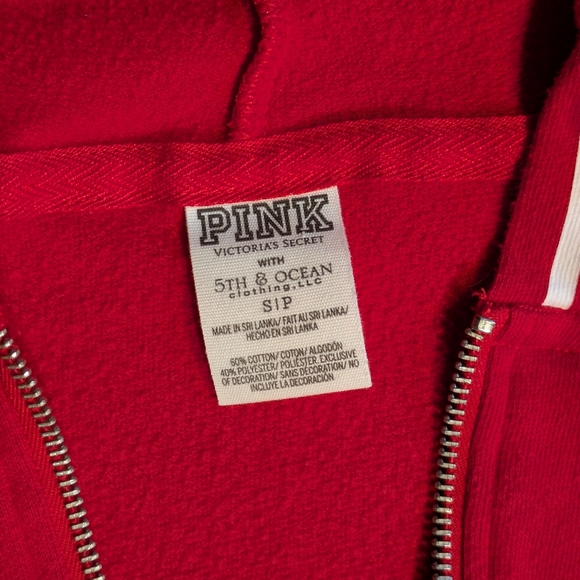 PINK
VICTORIA'S SECRET
WITH
5TH & OCEAN
clothing, LLC
S|P
MADE IN SRI LANKA/ FAIT AU SRI LANKA/
HECHO EN SRI LANKA
60% COTTON/ COTON/ ALGODÓN
40% POLYESTER/ POLIÉSTER, EXCLUSIVE
OF DECORATION/ SANS DÉCORATION/ NO
INCLUYE LA DECORACIÓN